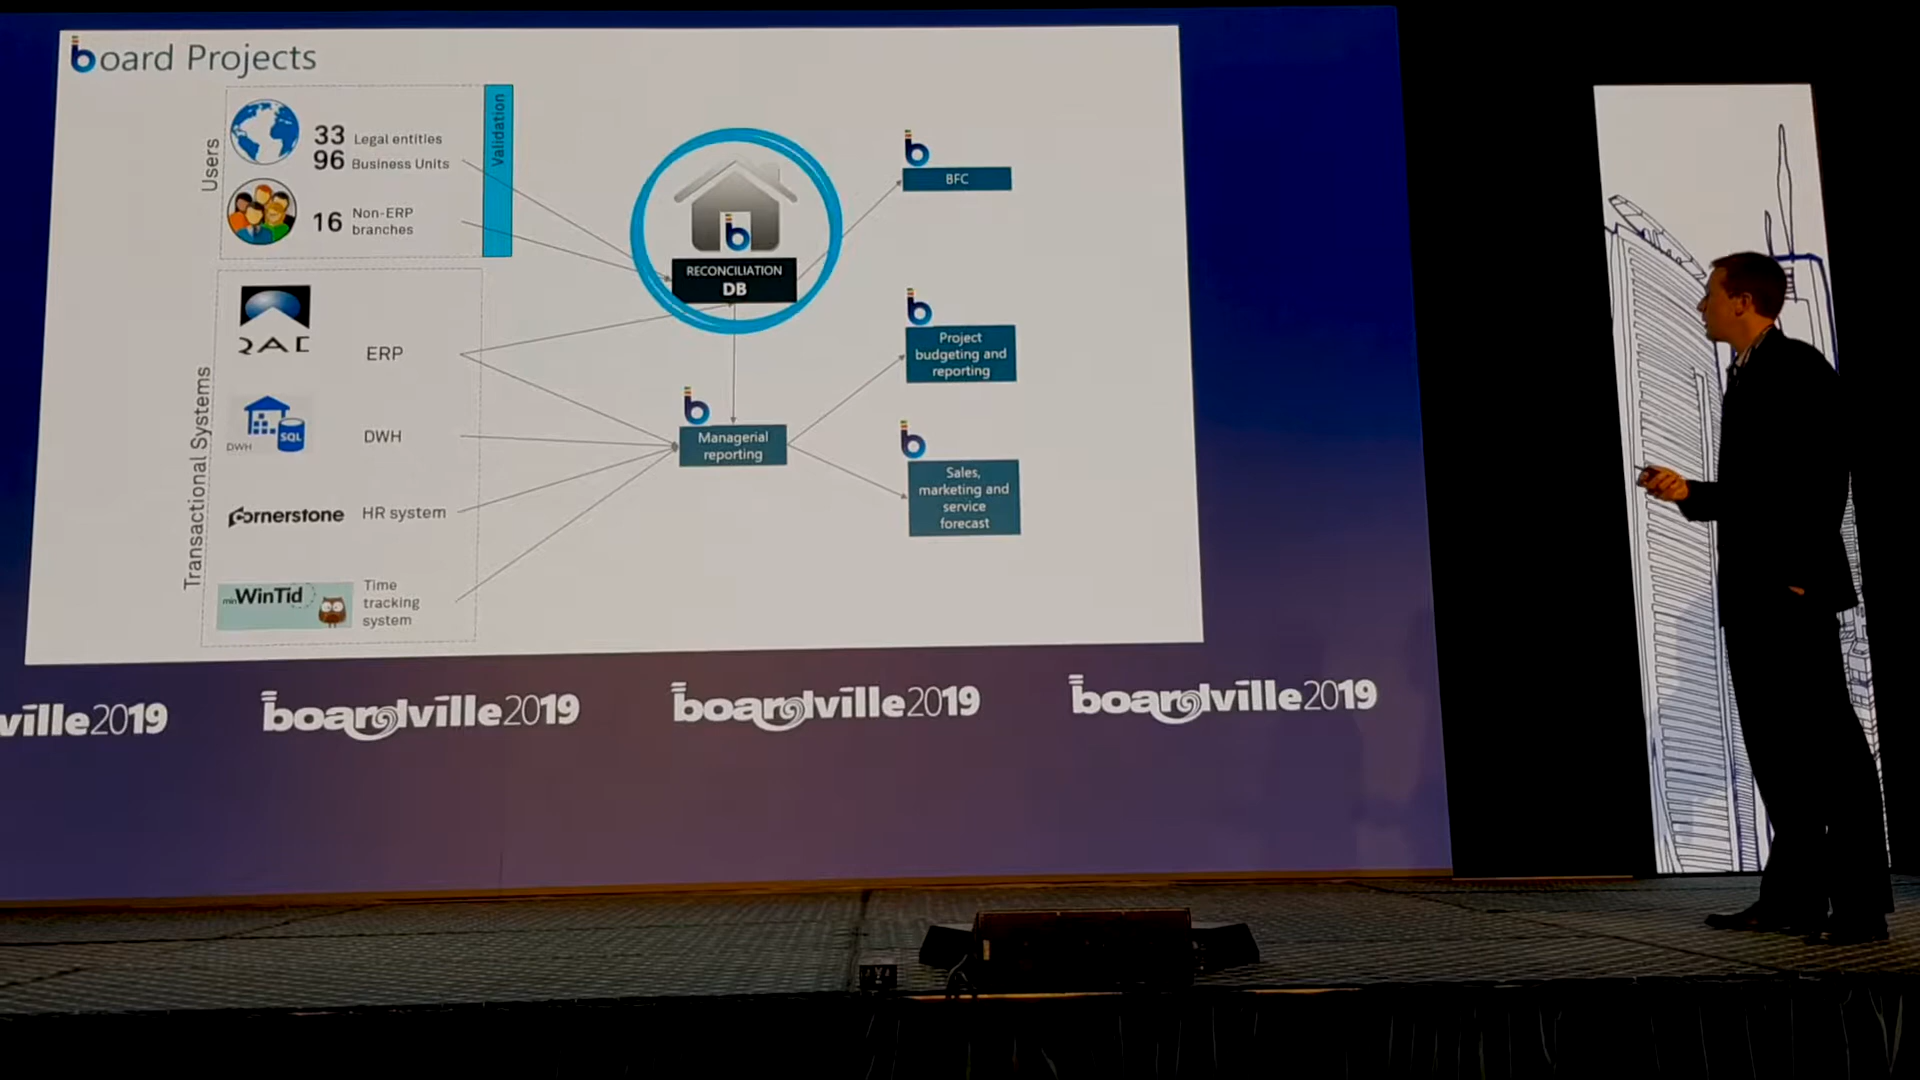 board Projects
Users
33 Legal entities
96 Business Units
16 Non-ERP
branches
Validation
RECONCILIATION
DB
BFC
Transactional Systems
QAD
ERP
DWH
SQL
DWH
Managerial
reporting
Project
budgeting and
reporting
Sales,
marketing and
service
forecast
cornerstone
HR system
minWinTid
Time
tracking
system
ville2019
boardville2019
boardville2019
boardville2019